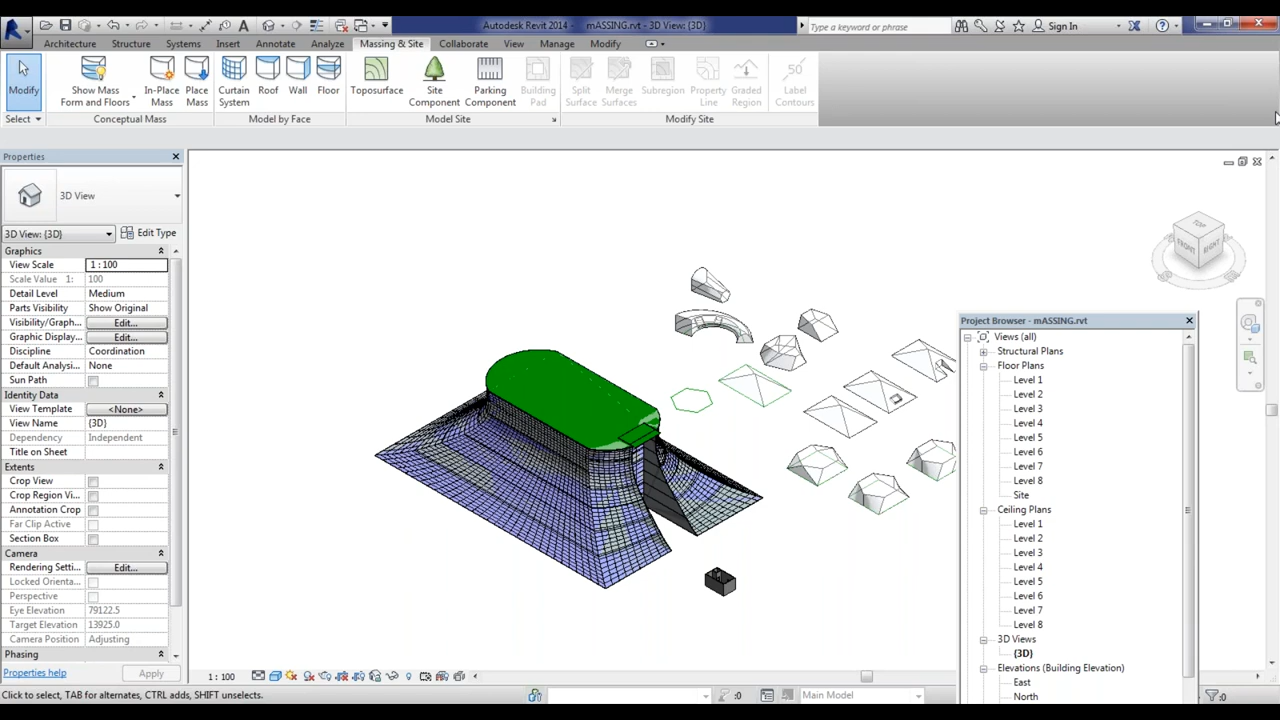 Autodesk Revit 2014 - mASSING.rvt - 3D View: {3D}
Type a keyword or phrase
Sign In
Architecture Structure Systems Insert Annotate Analyze Massing & Site Collaborate View Manage Modify
Modify
Show Mass Form and Floors
In-Place Mass
Place Mass
Curtain System
Roof
Wall
Floor
Toposurface
Site Component
Parking Component
Building Pad
Split Surface
Merge Surfaces
Subregion
Property Line
Graded Region
50
Label Contours
Select
Conceptual Mass
Model by Face
Model Site
Modify Site
Properties
3D View
3D View: {3D}
Edit Type
Graphics
View Scale 1 : 100
Scale Value 1: 100
Detail Level Medium
Parts Visibility Show Original
Visibility/Graph... Edit...
Graphic Display... Edit...
Discipline Coordination
Default Analysi... None
Sun Path
Identity Data
View Template <None>
View Name {3D}
Dependency Independent
Title on Sheet
Extents
Crop View
Crop Region Vi...
Annotation Crop
Far Clip Active
Section Box
Camera
Rendering Setti... Edit...
Locked Orienta...
Perspective
Eye Elevation 79122.5
Target Elevation 13925.0
Camera Position Adjusting
Phasing
Properties help
Apply
TOP
FRONT
RIGHT
Project Browser - mASSING.rvt
Views (all)
Structural Plans
Floor Plans
Level 1
Level 2
Level 3
Level 4
Level 5
Level 6
Level 7
Level 8
Site
Ceiling Plans
Level 1
Level 2
Level 3
Level 4
Level 5
Level 6
Level 7
Level 8
3D Views
{3D}
Elevations (Building Elevation)
East
North
1 : 100
Click to select, TAB for alternates, CTRL adds, SHIFT unselects.
:0
Main Model
:0